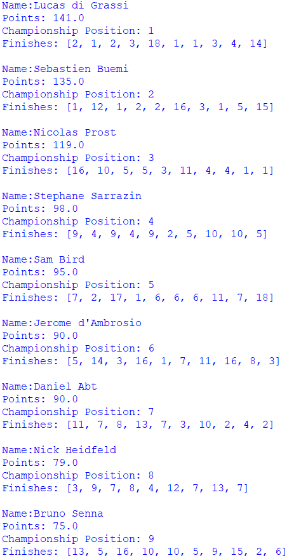 Name:Lucas di Grassi
Points: 141.0
Championship Position: 1
Finishes: [2, 1, 2, 3, 18, 1, 1, 3, 4, 14]
Name:Sebastien Buemi
Points: 135.0
Championship Position: 2
Finishes: [1, 12, 1, 2, 2, 16, 3, 1, 5, 15]
Name:Nicolas Prost
Points: 119.0
Championship Position: 3
Finishes: [16, 10, 5, 5, 3, 11, 4, 4, 1, 1]
Name:Stephane Sarrazin
Points: 98.0
Championship Position: 4
Finishes: [9, 4, 9, 4, 9, 2, 5, 10, 10, 5]
Name:Sam Bird
Points: 95.0
Championship Position: 5
Finishes: [7, 2, 17, 1, 6, 6, 6, 11, 7, 18]
Name:Jerome d'Ambrosio
Points: 90.0
Championship Position: 6
Finishes: [5, 14, 3, 16, 1, 7, 11, 16, 8, 3]
Name:Daniel Abt
Points: 90.0
Championship Position: 7
Finishes: [11, 7, 8, 13, 7, 3, 10, 2, 4, 2]
Name:Nick Heidfeld
Points: 79.0
Championship Position: 8
Finishes: [3, 9, 7, 8, 4, 12, 7, 13, 7]
Name:Bruno Senna
Points: 75.0
Championship Position: 9
Finishes: [13, 5, 16, 10, 10, 5, 9, 15, 2, 6]